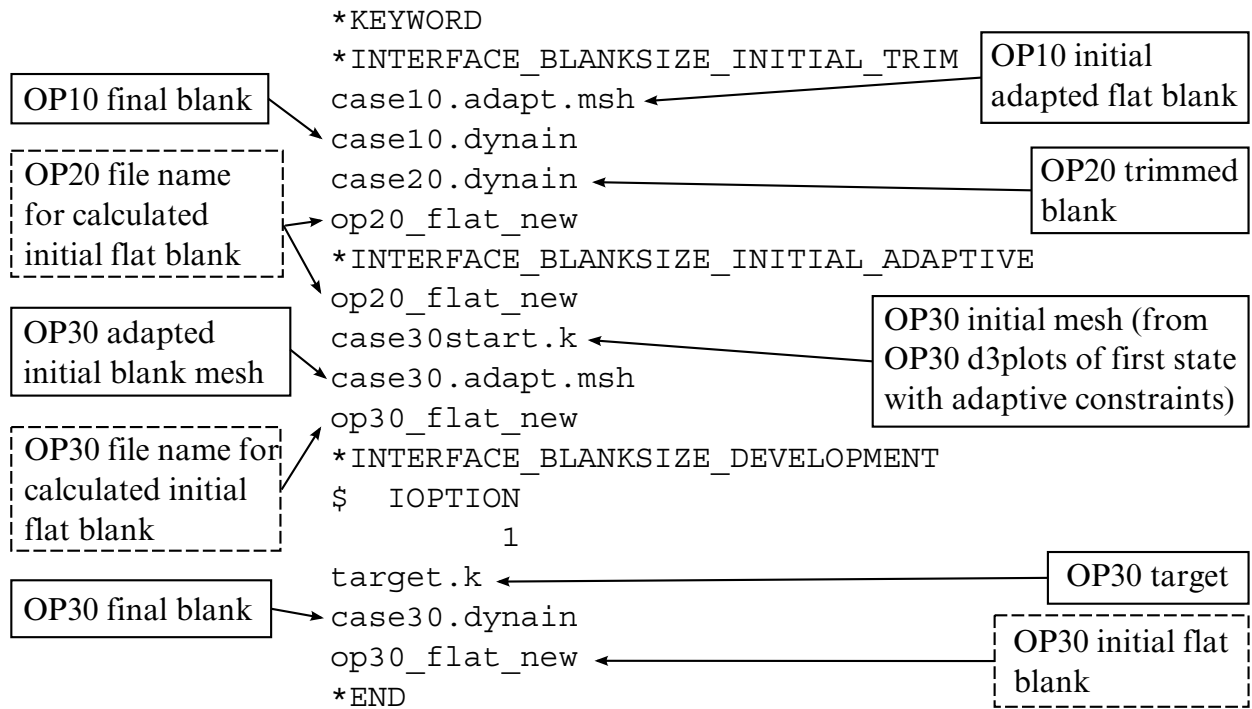 *KEYWORD
*INTERFACE_BLANKSIZE_INITIAL_TRIM
case10.adapt.msh
case10.dynain
case20.dynain
op20_flat_new
*INTERFACE_BLANKSIZE_INITIAL_ADAPTIVE
op20_flat_new
case30start.k
case30.adapt.msh
op30_flat_new
*INTERFACE_BLANKSIZE_DEVELOPMENT
$ IOPTION
1
target.k
case30.dynain
op30_flat_new
*END
OP10 final blank
OP20 file name
for calculated
initial flat blank
OP30 adapted
initial blank mesh
OP30 file name for
calculated initial
flat blank
OP30 final blank
OP10 initial
adapted flat blank
OP20 trimmed
blank
OP30 initial mesh (from
OP30 d3plots of first state
with adaptive constraints)
OP30 target
OP30 initial flat
blank